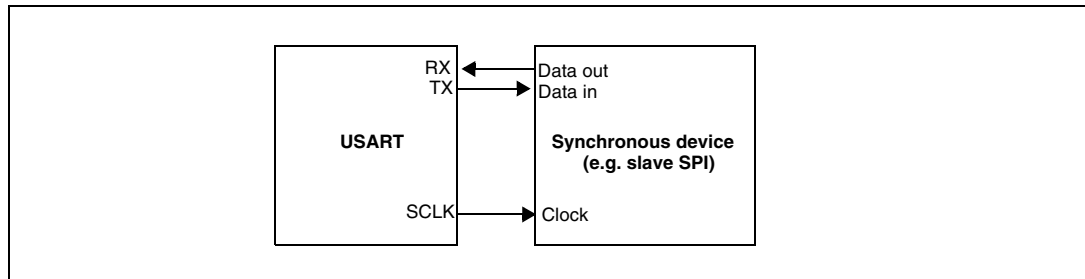 RX
TX
USART
SCLK
Data out
Data in
Synchronous device
(e.g. slave SPI)
Clock